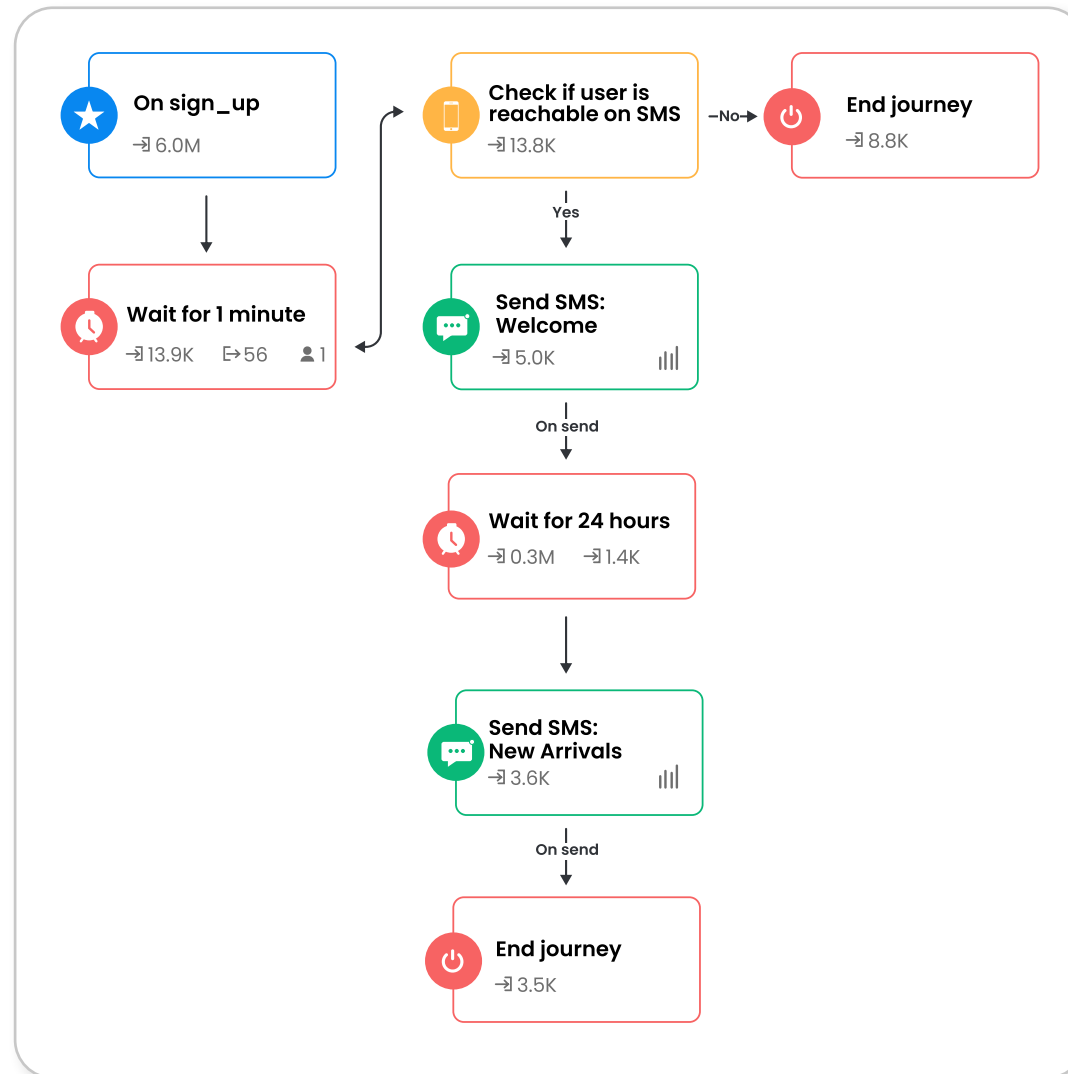 On sign_up
6.0M
Wait for 1 minute
13.9K 56 1
Check if user is
reachable on SMS
13.8K
No
End journey
8.8K
Yes
Send SMS:
Welcome
5.0K
On send
Wait for 24 hours
0.3M 1.4K
Send SMS:
New Arrivals
3.6K
On send
End journey
3.5K